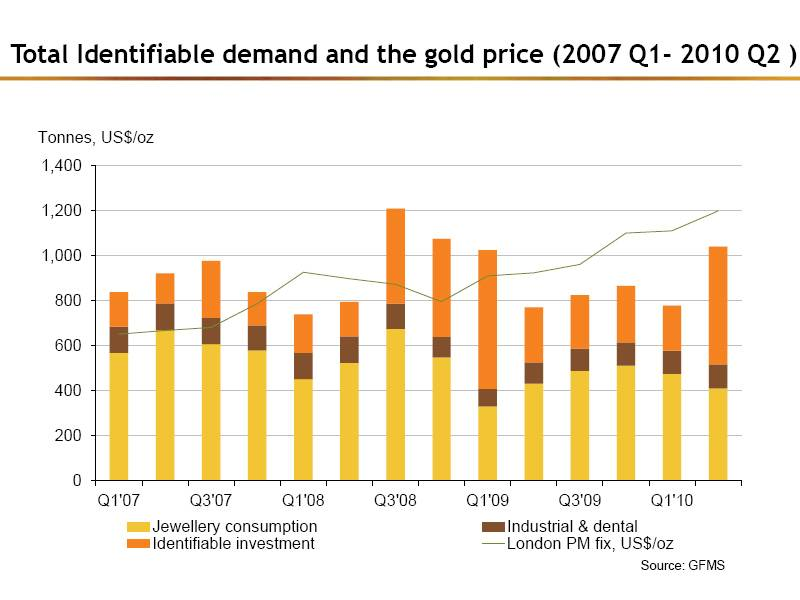 Total Identifiable demand and the gold price (2007 Q1- 2010 Q2 )
Tonnes, US$/oz
1,400
1,200
1,000
800
600
400
200
0
Q1'07 Q3'07 Q1'08 Q3'08 Q1'09 Q3'09 Q1'10
Jewellery consumption Industrial & dental
Identifiable investment London PM fix, US$/oz
Source: GFMS